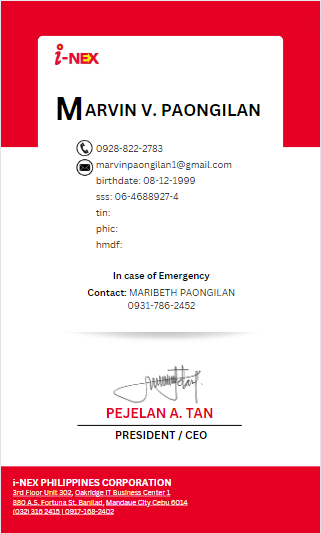 i-NEX
MARVIN V. PAONGILAN
0928-822-2783
marvinpaongilan1@gmail.com
birthdate: 08-12-1999
sss: 06-4688927-4
tin:
phic:
hmdf:
In case of Emergency
Contact: MARIBETH PAONGILAN
0931-786-2452
PEJELAN A. TAN
PRESIDENT / CEO
i-NEX PHILIPPINES CORPORATION
3rd Floor Unit 302, Oakridge IT Business Center 1
880 A.S. Fortuna St. Banilad, Mandaue City Cebu 6014
(032) 316 2415 | 0917-168-2402